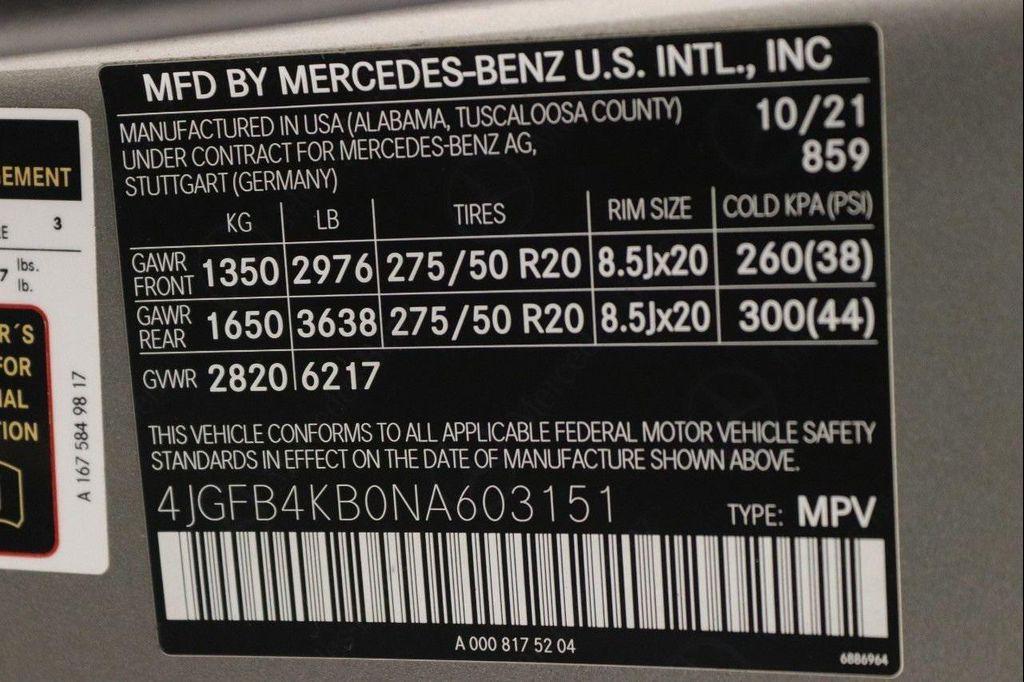 MFD BY MERCEDES-BENZ U.S. INTL., INC
MANUFACTURED IN USA (ALABAMA, TUSCALOOSA COUNTY) 10/21
UNDER CONTRACT FOR MERCEDES-BENZ AG, 859
STUTTGART (GERMANY)
KG LB TIRES RIM SIZE COLD KPA (PSI)
GAWR FRONT 1350 2976 275/50 R20 8.5Jx20 260(38)
GAWR REAR 1650 3638 275/50 R20 8.5Jx20 300(44)
GVWR 2820 6217
THIS VEHICLE CONFORMS TO ALL APPLICABLE FEDERAL MOTOR VEHICLE SAFETY
STANDARDS IN EFFECT ON THE DATE OF MANUFACTURE SHOWN ABOVE.
4JGFB4KB0NA603151 TYPE: MPV
A 000 817 52 04
6886964
3
7 lbs.
lb.
R´S
FOR
A 167 584 98 17